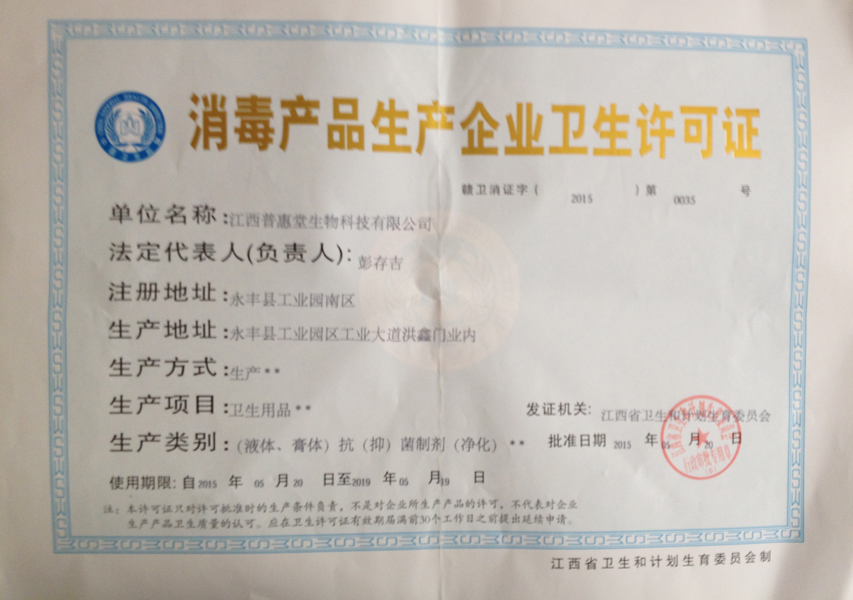 消毒产品生产企业卫生许可证
赣卫消证字( 2015 )第 0035 号
单位名称:江西普惠堂生物科技有限公司
法定代表人(负责人):彭存吉
注册地址:永丰县工业园南区
生产地址:永丰县工业园区工业大道洪鑫门业内
生产方式:生产**
生产项目:卫生用品**
生产类别:(液体、膏体)抗(抑)菌制剂(净化)**
发证机关:江西省卫生和计划生育委员会
批准日期 2015 年 05 月 20 日
使用期限:自2015 年 05 月 20 日至2019 年 05 月 19 日
注:本许可证只对许可批准时的生产条件负责,不是对企业所生产产品的许可,不代表对企业
生产产品卫生质量的认可。应在卫生许可证有效期届满前30个工作日之前提出延续申请。
江西省卫生和计划生育委员会制